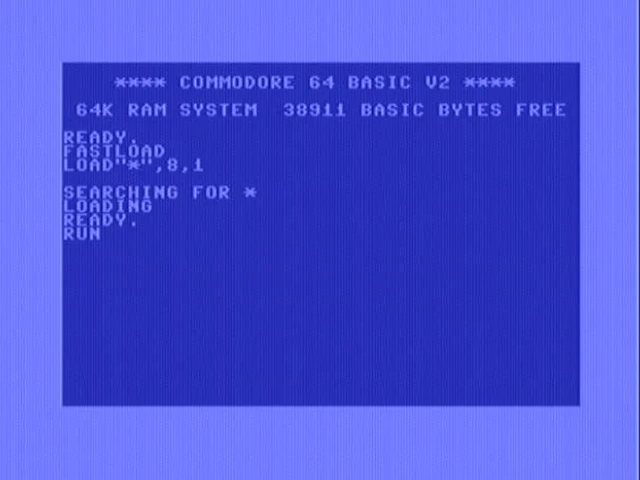 **** COMMODORE 64 BASIC V2 ****
64K RAM SYSTEM  38911 BASIC BYTES FREE
READY.
FASTLOAD
LOAD"*",8,1
SEARCHING FOR *
LOADING
READY.
RUN